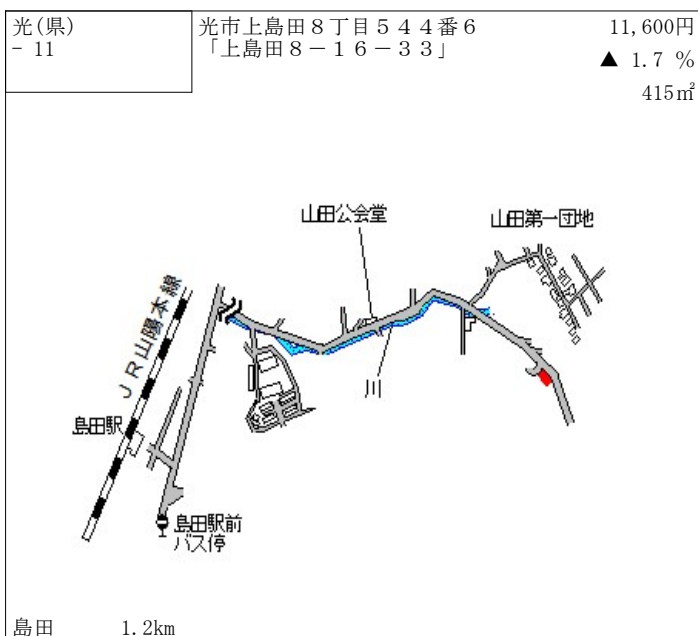 光(県)
- 11
光市上島田８丁目５４４番６
「上島田８－１６－３３」
11,600円
▲ 1.7 %
415㎡
山田公会堂
山田第一団地
ＪＲ山陽本線
川
島田駅
島田駅前
バス停
島田 1.2km